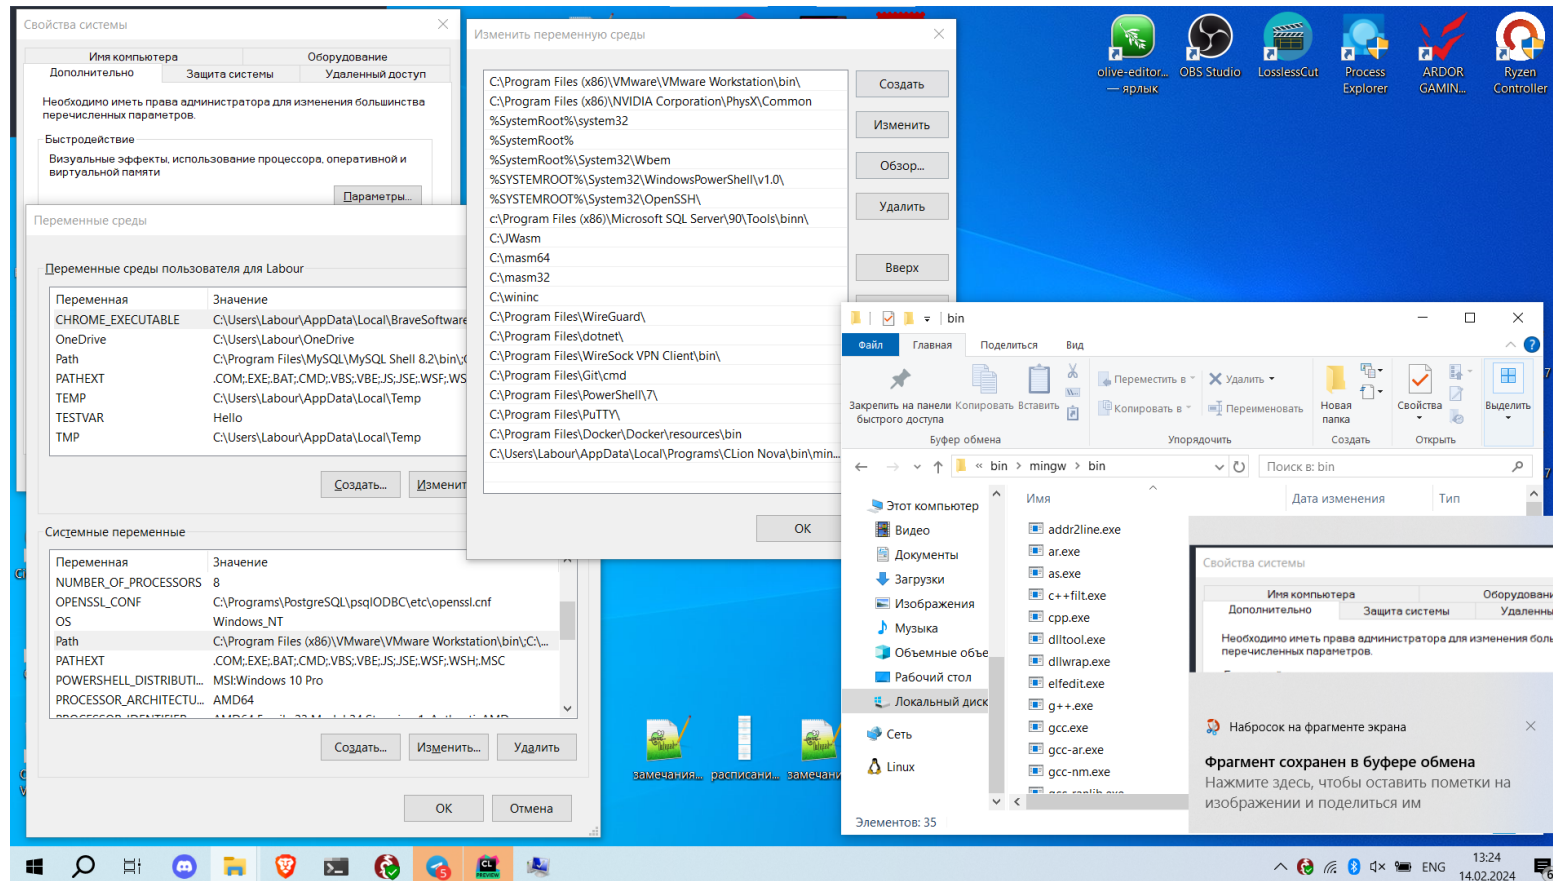 Свойства системы
Имя компьютера
Оборудование
Дополнительно
Защита системы
Удаленный доступ
Необходимо иметь права администратора для изменения большинства
перечисленных параметров.
Быстродействие
Визуальные эффекты, использование процессора, оперативной и
виртуальной памяти
Параметры...
Переменные среды
Переменные среды пользователя для Labour
Переменная Значение
CHROME_EXECUTABLE C:\Users\Labour\AppData\Local\BraveSoftware
OneDrive C:\Users\Labour\OneDrive
Path C:\Program Files\MySQL\MySQL Shell 8.2\bin\;
PATHEXT .COM;.EXE;.BAT;.CMD;.VBS;.VBE;.JS;.JSE;.WSF;.WS
TEMP C:\Users\Labour\AppData\Local\Temp
TESTVAR Hello
TMP C:\Users\Labour\AppData\Local\Temp
Создать...
Изменит
Системные переменные
Переменная Значение
NUMBER_OF_PROCESSORS 8
OPENSSL_CONF C:\Programs\PostgreSQL\psqlODBC\etc\openssl.cnf
OS Windows_NT
Path C:\Program Files (x86)\VMware\VMware Workstation\bin\;C:\...
PATHEXT .COM;.EXE;.BAT;.CMD;.VBS;.VBE;.JS;.JSE;.WSF;.WSH;.MSC
POWERSHELL_DISTRIBUTI... MSI:Windows 10 Pro
PROCESSOR_ARCHITECTU... AMD64
Создать...
Изменить...
Удалить
ОК
Отмена
Изменить переменную среды
C:\Program Files (x86)\VMware\VMware Workstation\bin\
C:\Program Files (x86)\NVIDIA Corporation\PhysX\Common
%SystemRoot%\system32
%SystemRoot%
%SystemRoot%\System32\Wbem
%SYSTEMROOT%\System32\WindowsPowerShell\v1.0\
%SYSTEMROOT%\System32\OpenSSH\
c:\Program Files (x86)\Microsoft SQL Server\90\Tools\binn\
C:\JWasm
C:\masm64
C:\masm32
C:\wininc
C:\Program Files\WireGuard\
C:\Program Files\dotnet\
C:\Program Files\WireSock VPN Client\bin\
C:\Program Files\Git\cmd
C:\Program Files\PowerShell\7\
C:\Program Files\PuTTY\
C:\Program Files\Docker\Docker\resources\bin
C:\Users\Labour\AppData\Local\Programs\CLion Nova\bin\min...
Создать
Изменить
Обзор...
Удалить
Вверх
ОК
olive-editor...
— ярлык
OBS Studio
LosslessCut
Process
Explorer
ARDOR
GAMIN...
Ryzen
Controller
bin
Файл
Главная
Поделиться
Вид
Закрепить на панели
быстрого доступа
Копировать
Вставить
Буфер обмена
Переместить в
Копировать в
Удалить
Переименовать
Упорядочить
Новая
папка
Создать
Свойства
Открыть
Выделить
« bin › mingw › bin
Поиск в: bin
Этот компьютер
Видео
Документы
Загрузки
Изображения
Музыка
Объемные объе
Рабочий стол
Локальный диск
Сеть
Linux
Имя
Дата изменения
Тип
addr2line.exe
ar.exe
as.exe
c++filt.exe
cpp.exe
dlltool.exe
dllwrap.exe
elfedit.exe
g++.exe
gcc.exe
gcc-ar.exe
gcc-nm.exe
Элементов: 35
Свойства системы
Имя компьютера
Оборудовани
Дополнительно
Защита системы
Удаленны
Необходимо иметь права администратора для изменения боль
перечисленных параметров.
Набросок на фрагменте экрана
Фрагмент сохранен в буфере обмена
Нажмите здесь, чтобы оставить пометки на
изображении и поделиться им
замечания...
расписани...
замечани
5
CL
PREVIEW
ENG
13:24
14.02.2024
6